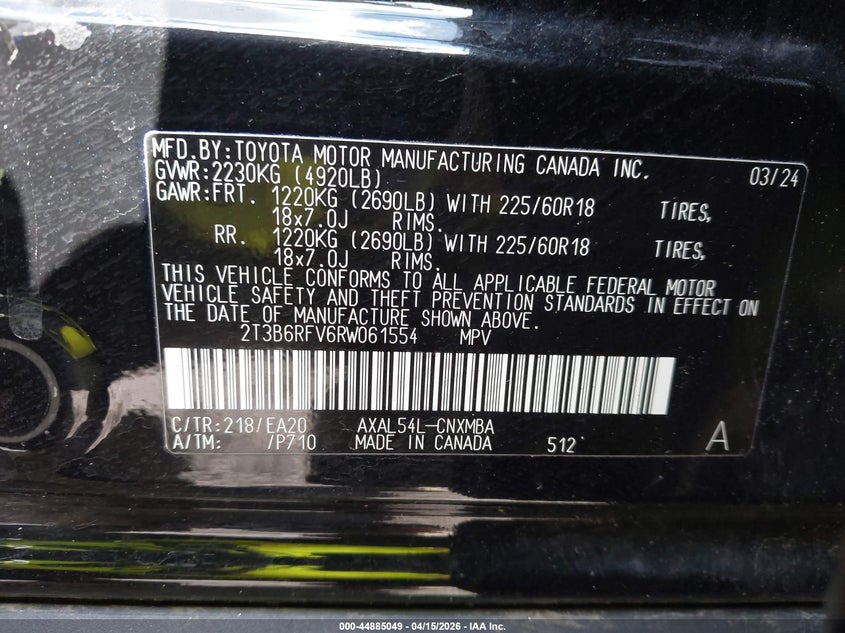 MFD.BY:TOYOTA MOTOR MANUFACTURING CANADA INC. 03/24
GVWR:2230KG (4920LB)
GAWR:FRT. 1220KG (2690LB) WITH 225/60R18 TIRES,
18x7.0J RIMS.
RR. 1220KG (2690LB) WITH 225/60R18 TIRES,
18x7.0J RIMS.
THIS VEHICLE CONFORMS TO ALL APPLICABLE FEDERAL MOTOR
VEHICLE SAFETY AND THEFT PREVENTION STANDARDS IN EFFECT ON
THE DATE OF MANUFACTURE SHOWN ABOVE.
2T3B6RFV6RW061554 MPV
C/TR:218/EA20 AXAL54L-CNXMBA
A/TM: /P710 MADE IN CANADA 512 A
000-44885049 - 04/15/2026 - IAA Inc.